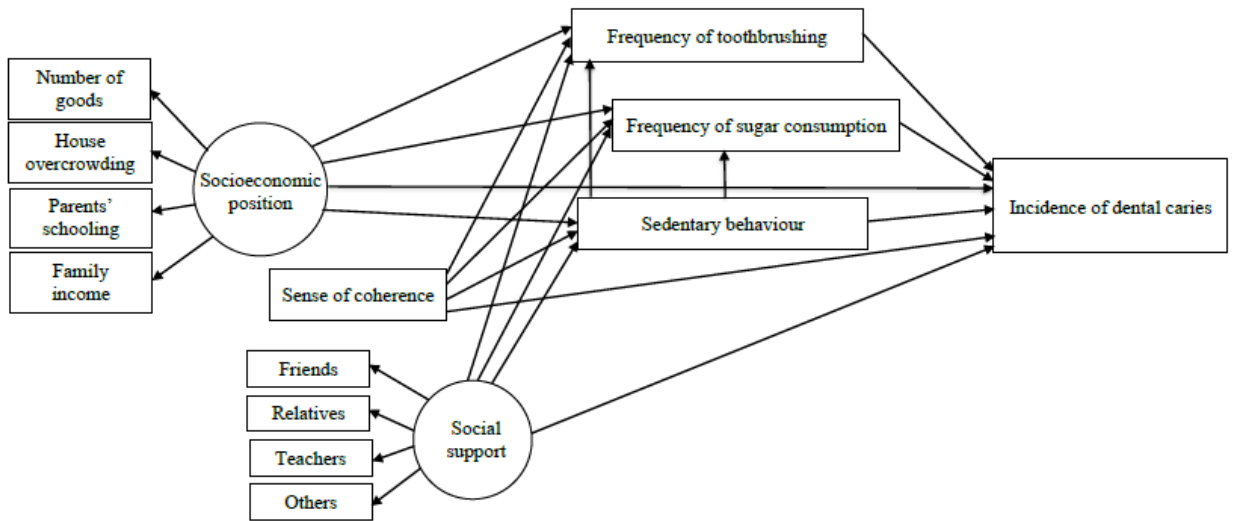 Frequency of toothbrushing
Number of
goods
Frequency of sugar consumption
House
overcrowding
Socioeconomic
position
Parents’
schooling
Incidence of dental caries
Sedentary behaviour
Family
income
Sense of coherence
Friends
Relatives
Social
support
Teachers
Others